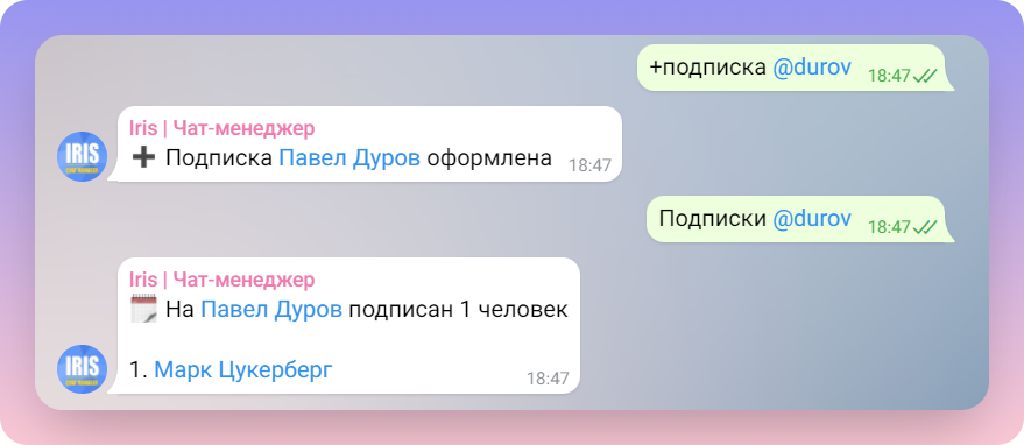 +подписка @durov 18:47
Iris | Чат-менеджер
➕ Подписка Павел Дуров оформлена 18:47
IRIS
Подписки @durov 18:47
Iris | Чат-менеджер
🗓 На Павел Дуров подписан 1 человек
1. Марк Цукерберг 18:47
IRIS